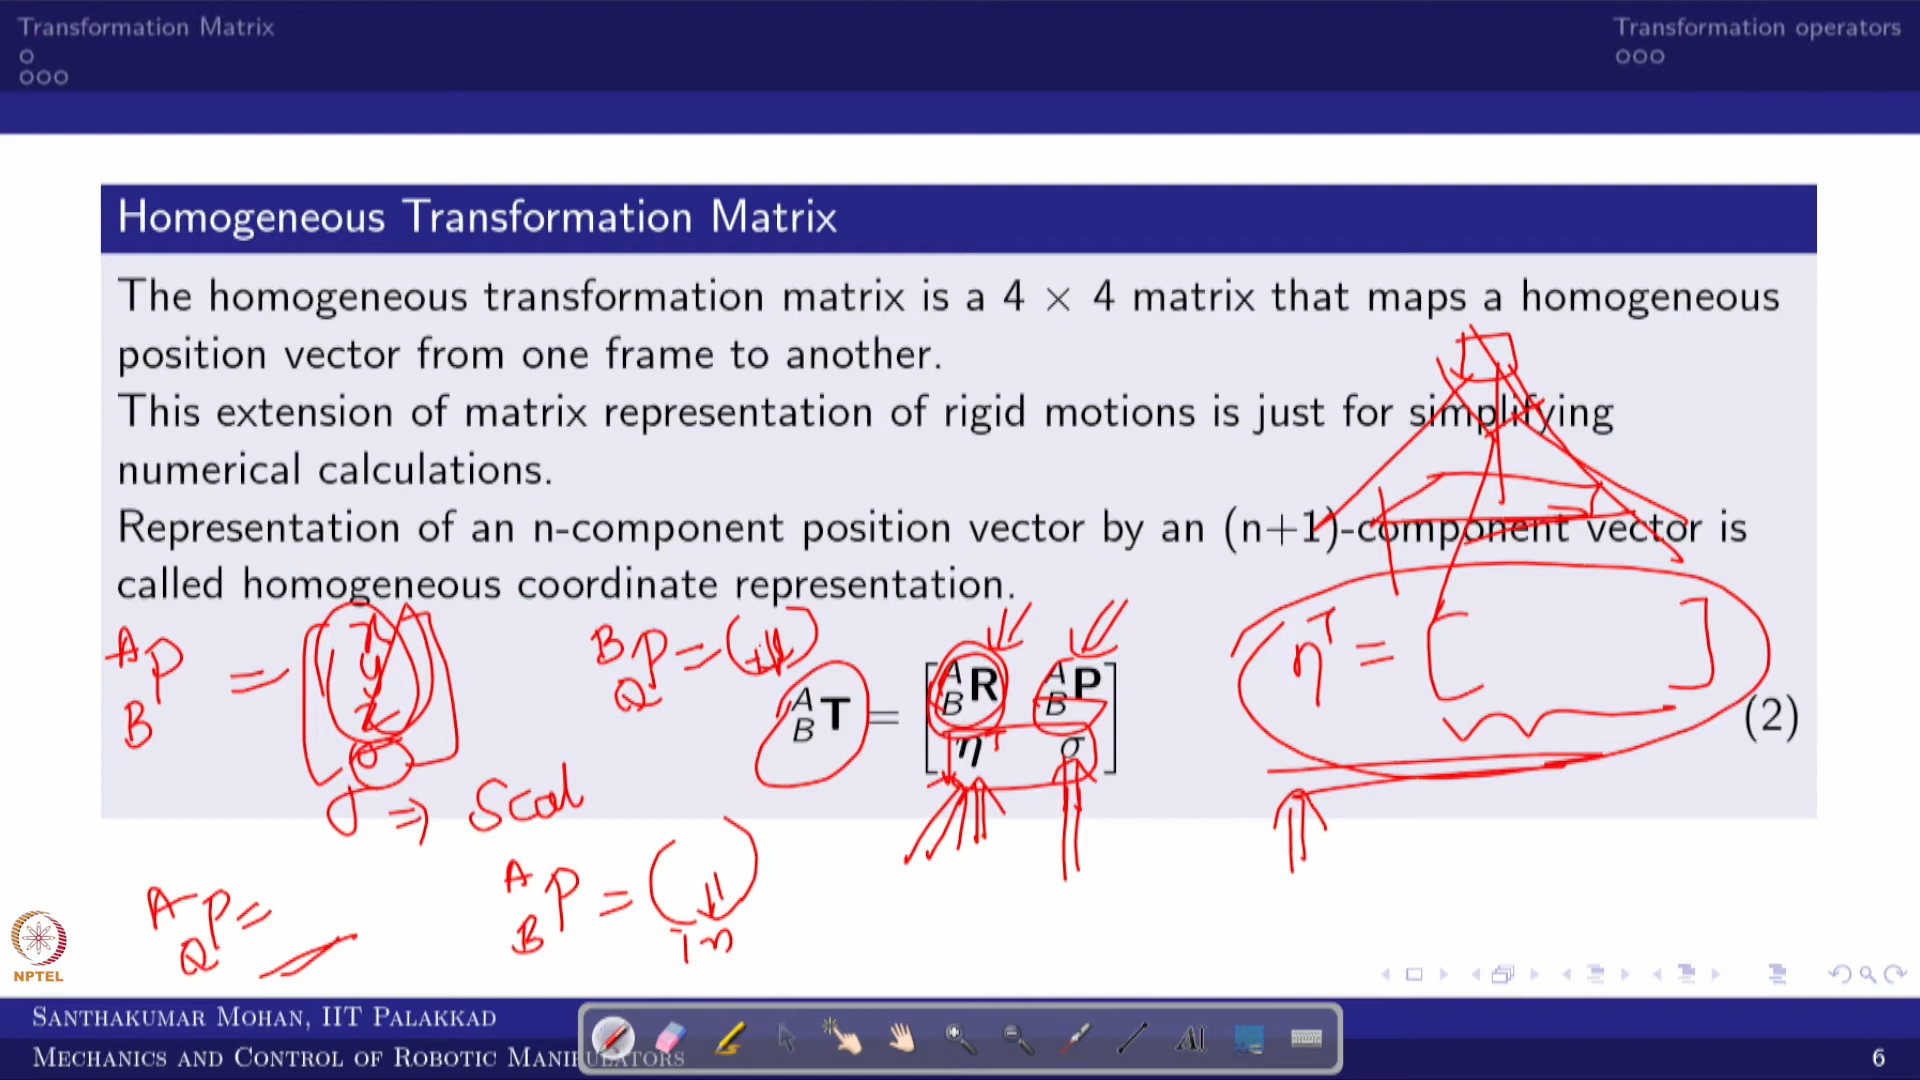 Transformation Matrix
Transformation operators
Homogeneous Transformation Matrix
The homogeneous transformation matrix is a 4 × 4 matrix that maps a homogeneous
position vector from one frame to another.
This extension of matrix representation of rigid motions is just for simplifying
numerical calculations.
Representation of an n-component position vector by an (n+1)-component vector is
called homogeneous coordinate representation.
A B P = [x y z σ]
B Q P = ( )
A B T = [A B R A B P
η T σ]
η T = [ ]
(2)
σ ⇒ Scal
A Q P =
A B P = ( )
in
NPTEL
SANTHAKUMAR MOHAN, IIT PALAKKAD
MECHANICS AND CONTROL OF ROBOTIC MANIPULATORS
AI
6